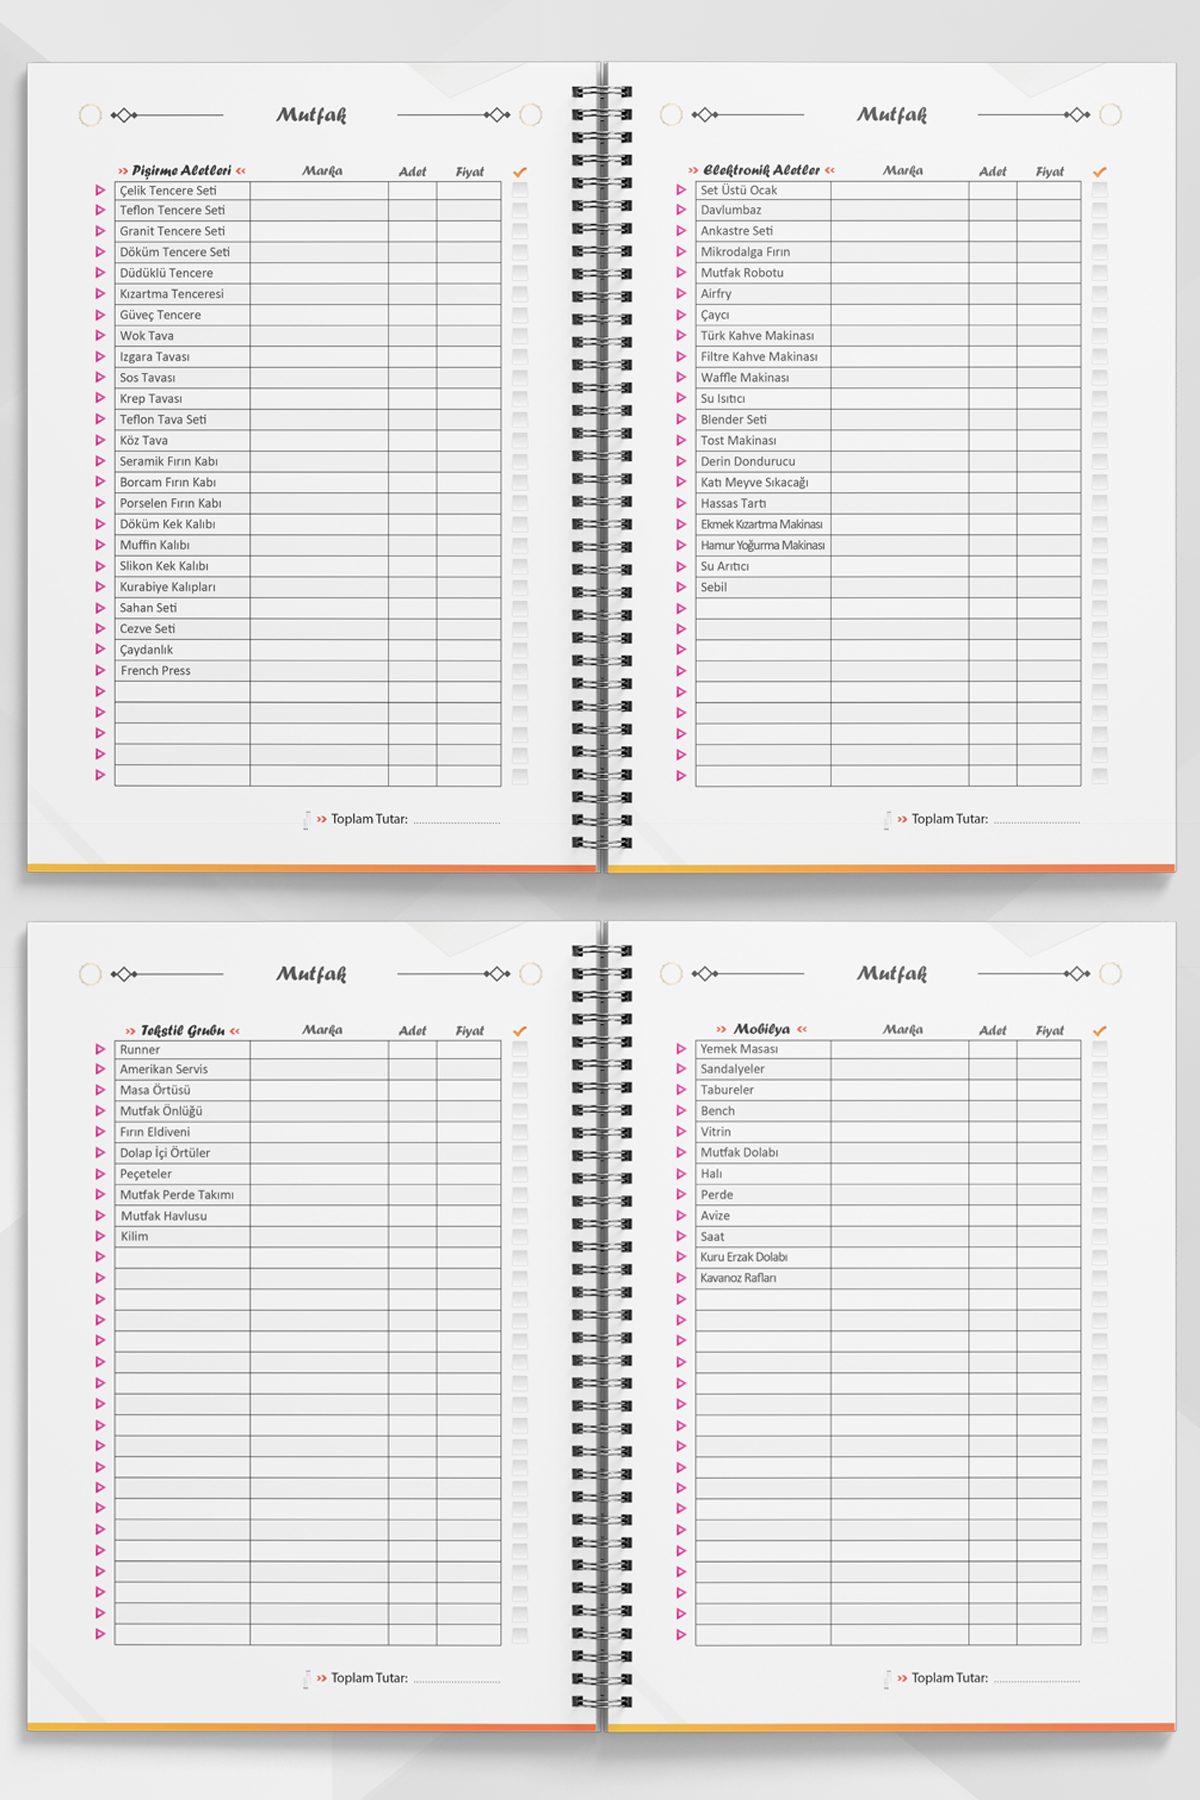 Mutfak
Pişirme Aletleri Marka Adet Fiyat
Çelik Tencere Seti
Teflon Tencere Seti
Granit Tencere Seti
Döküm Tencere Seti
Düdüklü Tencere
Kızartma Tenceresi
Güveç Tencere
Wok Tava
Izgara Tavası
Sos Tavası
Krep Tavası
Teflon Tava Seti
Köz Tava
Seramik Fırın Kabı
Borcam Fırın Kabı
Porselen Fırın Kabı
Döküm Kek Kalıbı
Muffin Kalıbı
Slikon Kek Kalıbı
Kurabiye Kalıpları
Sahan Seti
Cezve Seti
Çaydanlık
French Press
Toplam Tutar:
Mutfak
Elektronik Aletler Marka Adet Fiyat
Set Üstü Ocak
Davlumbaz
Ankastre Seti
Mikrodalga Fırın
Mutfak Robotu
Airfry
Çaycı
Türk Kahve Makinası
Filtre Kahve Makinası
Waffle Makinası
Su Isıtıcı
Blender Seti
Tost Makinası
Derin Dondurucu
Katı Meyve Sıkacağı
Hassas Tartı
Ekmek Kızartma Makinası
Hamur Yoğurma Makinası
Su Arıtıcı
Sebil
Toplam Tutar:
Mutfak
Tekstil Grubu Marka Adet Fiyat
Runner
Amerikan Servis
Masa Örtüsü
Mutfak Önlüğü
Fırın Eldiveni
Dolap İçi Örtüler
Peçeteler
Mutfak Perde Takımı
Mutfak Havlusu
Kilim
Toplam Tutar:
Mutfak
Mobilya Marka Adet Fiyat
Yemek Masası
Sandalyeler
Tabureler
Bench
Vitrin
Mutfak Dolabı
Halı
Perde
Avize
Saat
Kuru Erzak Dolabı
Kavanoz Rafları
Toplam Tutar: